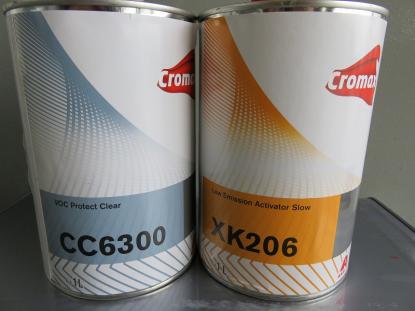 Cromax
VOC Protect Clear
CC6300
1L
Cromax
Low Emission Activator Slow
XK206
1L